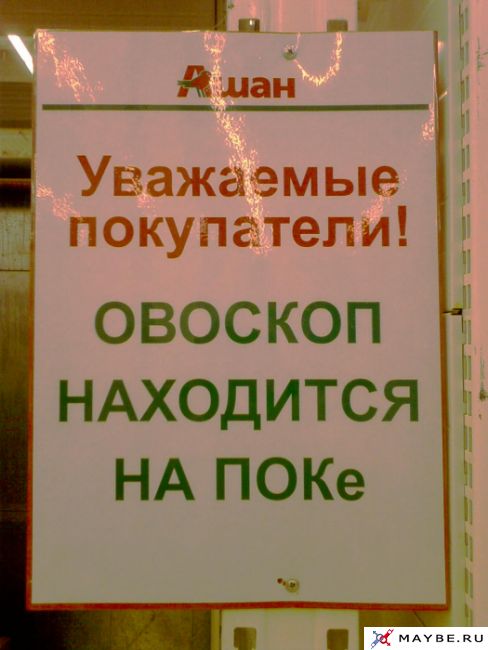 Ашан
Уважаемые
покупатели!
ОВОСКОП
НАХОДИТСЯ
НА ПОКе
MAYBE.RU